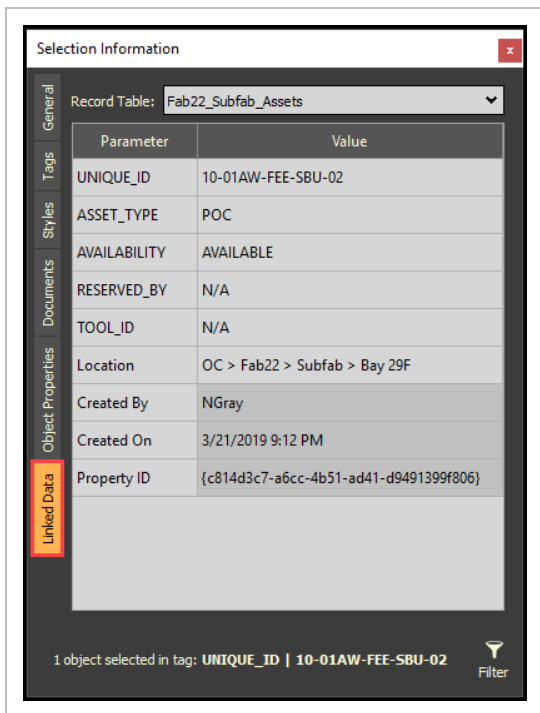 Selection Information
x
General
Tags
Styles
Documents
Object Properties
Linked Data
Record Table: Fab22_Subfab_Assets
Parameter Value
UNIQUE_ID 10-01AW-FEE-SBU-02
ASSET_TYPE POC
AVAILABILITY AVAILABLE
RESERVED_BY N/A
TOOL_ID N/A
Location OC > Fab22 > Subfab > Bay 29F
Created By NGray
Created On 3/21/2019 9:12 PM
Property ID {c814d3c7-a6cc-4b51-ad41-d9491399f806}
1 object selected in tag: UNIQUE_ID | 10-01AW-FEE-SBU-02
Filter